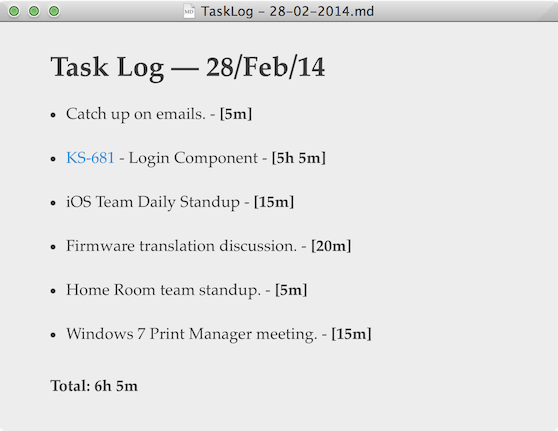 TaskLog – 28-02-2014.md
Task Log — 28/Feb/14
• Catch up on emails. - [5m]
• KS-681 - Login Component - [5h 5m]
• iOS Team Daily Standup - [15m]
• Firmware translation discussion. - [20m]
• Home Room team standup. - [5m]
• Windows 7 Print Manager meeting. - [15m]
Total: 6h 5m